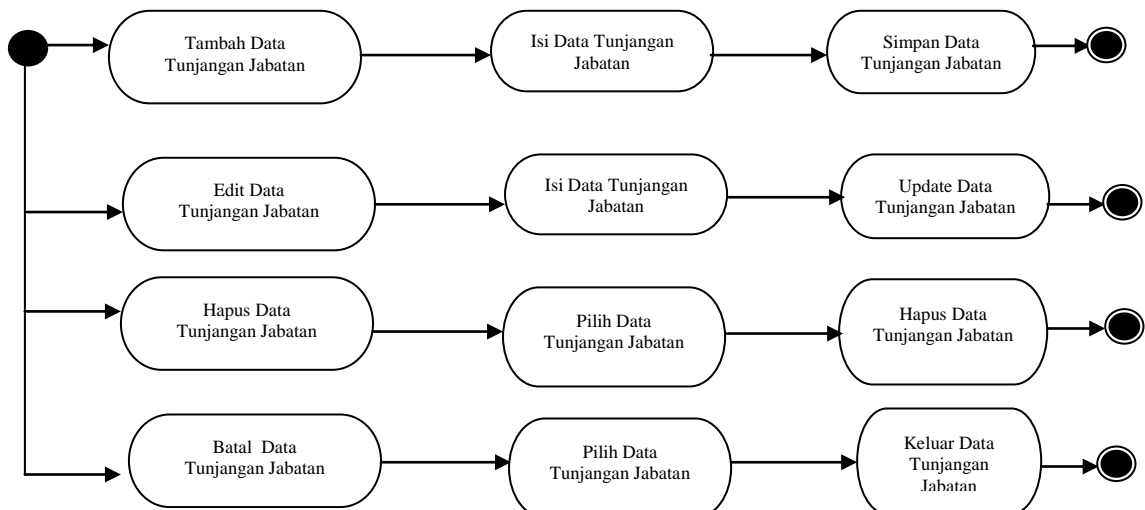 Tambah Data
Tunjangan Jabatan
Isi Data Tunjangan
Jabatan
Simpan Data
Tunjangan Jabatan
Edit Data
Tunjangan Jabatan
Isi Data Tunjangan
Jabatan
Update Data
Tunjangan Jabatan
Hapus Data
Tunjangan Jabatan
Pilih Data
Tunjangan Jabatan
Hapus Data
Tunjangan Jabatan
Batal Data
Tunjangan Jabatan
Pilih Data
Tunjangan Jabatan
Keluar Data
Tunjangan
Jabatan